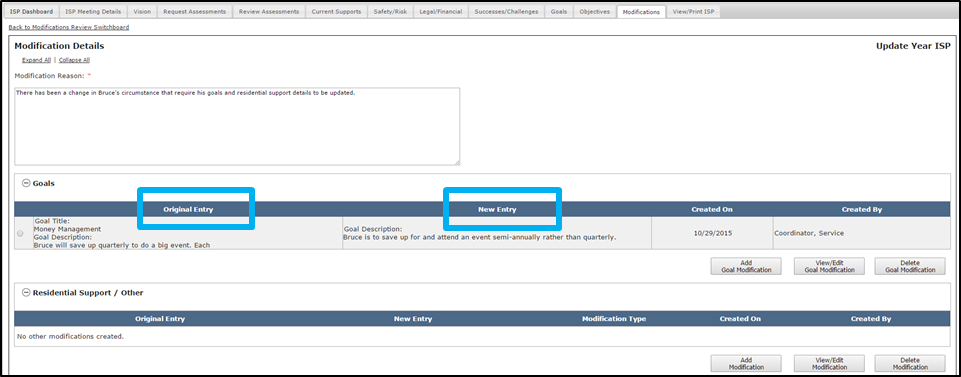 ISP Dashboard ISP Meeting Details Vision Request Assessments Review Assessments Current Supports Safety/Risk Legal/Financial Successes/Challenges Goals Objectives Modifications View/Print ISP
Back to Modifications Review Switchboard
Modification Details Update Year ISP
Expand All | Collapse All
Modification Reason: *
There has been a change in Bruce's circumstance that require his goals and residential support details to be updated.
Goals
Original Entry New Entry Created On Created By
Goal Title:
Money Management
Goal Description:
Bruce will save up quarterly to do a big event. Each
Goal Description:
Bruce is to save up for and attend an event semi-annually rather than quarterly.
10/29/2015
Coordinator, Service
Add
Goal Modification
View/Edit
Goal Modification
Delete
Goal Modification
Residential Support / Other
Original Entry New Entry Modification Type Created On Created By
No other modifications created.
Add
Modification
View/Edit
Modification
Delete
Modification